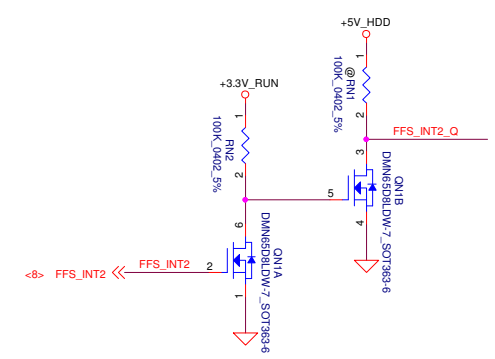 +5V_HDD
1
@ RN1
100K_0402_5%
2
+3.3V_RUN
1
RN2
100K_0402_5%
2
FFS_INT2_Q
3
5
QN1B
DMN65D8LDW-7_SOT363-6
4
6
QN1A
DMN65D8LDW-7_SOT363-6
<8> FFS_INT2
FFS_INT2
2
1